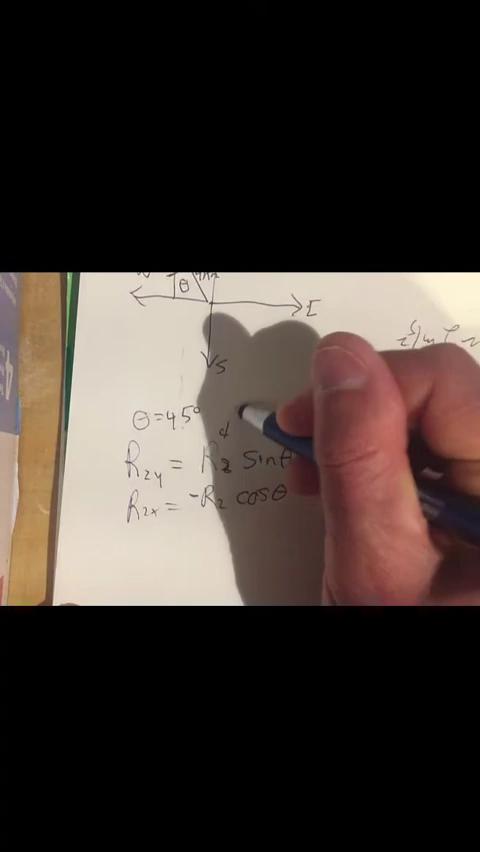 θ
E
S
θ=45°
R2y = R2 sinθ
R2x = -R2 cosθ